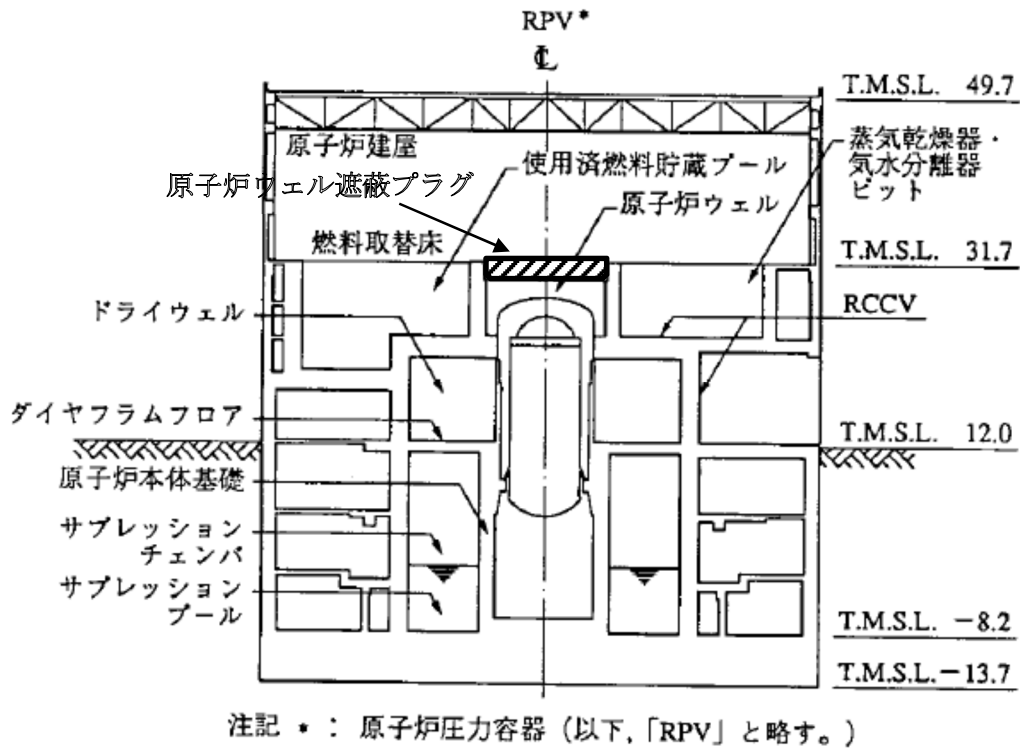 RPV*
℄
T.M.S.L. 49.7
原子炉建屋
蒸気乾燥器・
気水分離器
ピット
使用済燃料貯蔵プール
原子炉ウェル遮蔽プラグ
原子炉ウェル
燃料取替床
T.M.S.L. 31.7
ドライウェル
RCCV
ダイヤフラムフロア
T.M.S.L. 12.0
原子炉本体基礎
サプレッション
チェンバ
サプレッション
プール
T.M.S.L. －8.2
T.M.S.L.－13.7
注記 * : 原子炉圧力容器 (以下,「RPV」と略す。)